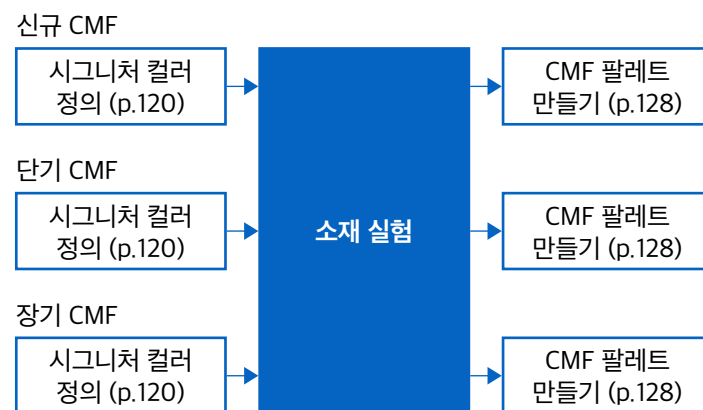 신규 CMF
시그니처 컬러
정의 (p.120)
소재 실험
CMF 팔레트
만들기 (p.128)
단기 CMF
시그니처 컬러
정의 (p.120)
CMF 팔레트
만들기 (p.128)
장기 CMF
시그니처 컬러
정의 (p.120)
CMF 팔레트
만들기 (p.128)